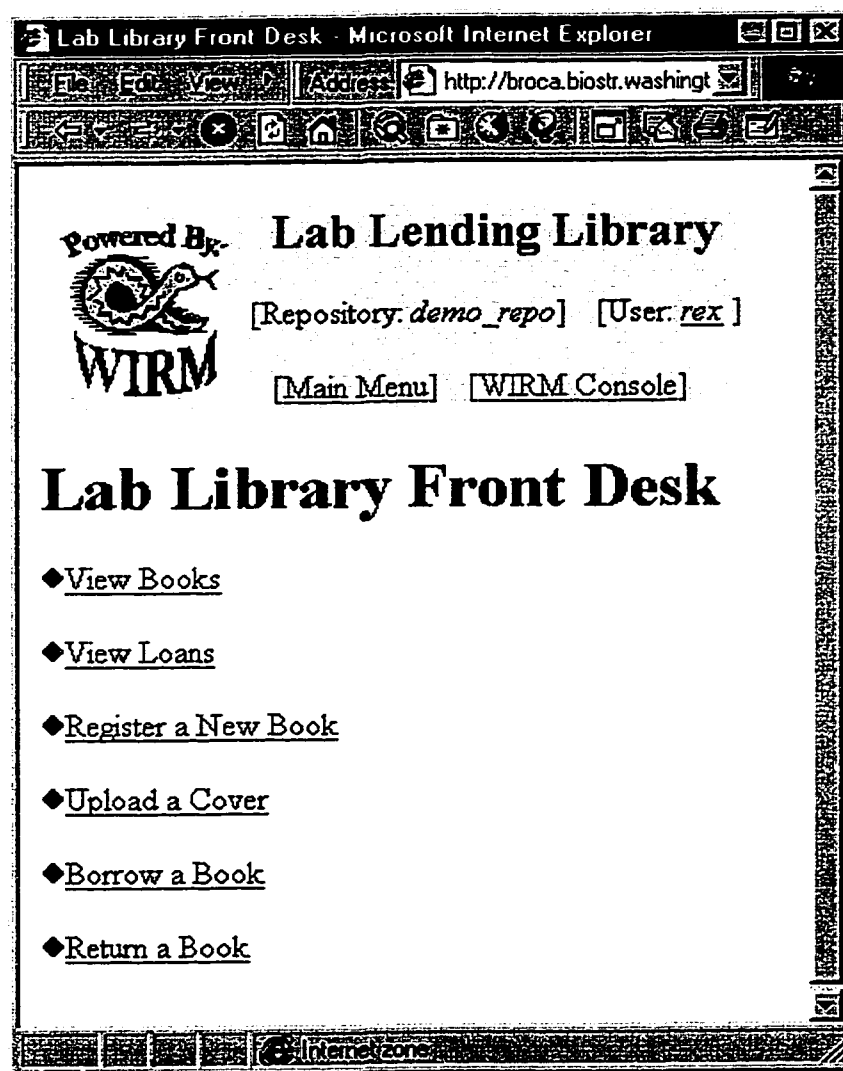 Lab Library Front Desk - Microsoft Internet Explorer
File Edit View Address http://broca.biostr.washingt
Powered By- Lab Lending Library
WIRM
[Repository: demo_repo] [User: rex ]
[Main Menu] [WIRM Console]
Lab Library Front Desk
◆View Books
◆View Loans
◆Register a New Book
◆Upload a Cover
◆Borrow a Book
◆Return a Book
Internet zone